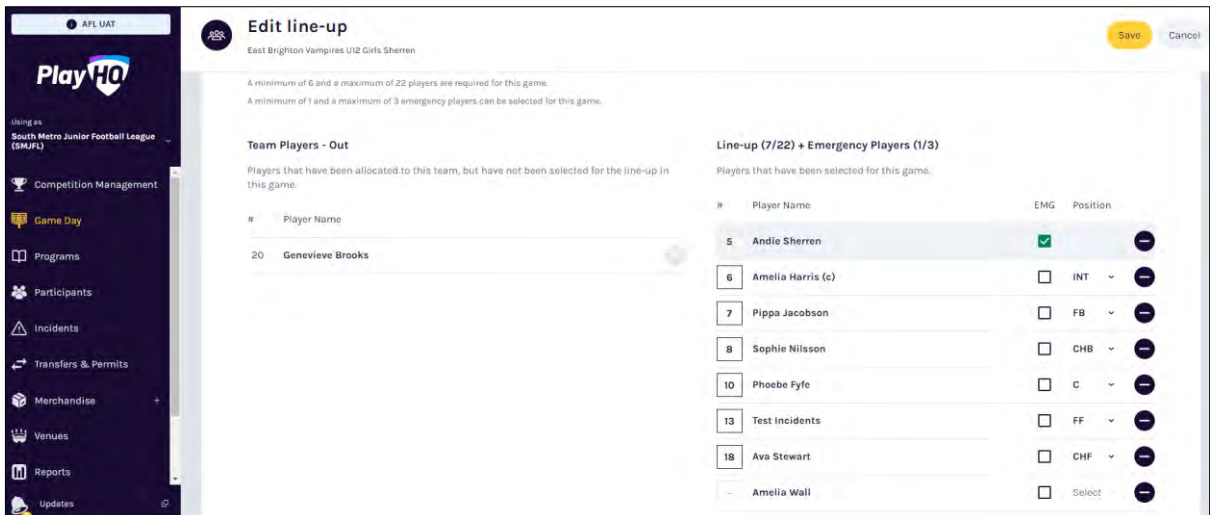 AFL UAT
PlayHQ
Using as
South Metro Junior Football League
(SMJFL)
Competition Management
Game Day
Programs
Participants
Incidents
Transfers & Permits
Merchandise +
Venues
Reports
Updates
Edit line-up
East Brighton Vampires U12 Girls Sherren
Save Cancel
A minimum of 6 and a maximum of 22 players are required for this game.
A minimum of 1 and a maximum of 3 emergency players can be selected for this game.
Team Players - Out
Players that have been allocated to this team, but have not been selected for the line-up in
this game.
# Player Name
20 Genevieve Brooks
Line-up (7/22) + Emergency Players (1/3)
Players that have been selected for this game.
# Player Name EMG Position
5 Andie Sherren
6 Amelia Harris (c) INT
7 Pippa Jacobson FB
8 Sophie Nilsson CHB
10 Phoebe Fyfe C
13 Test Incidents FF
18 Ava Stewart CHF
- Amelia Wall Select